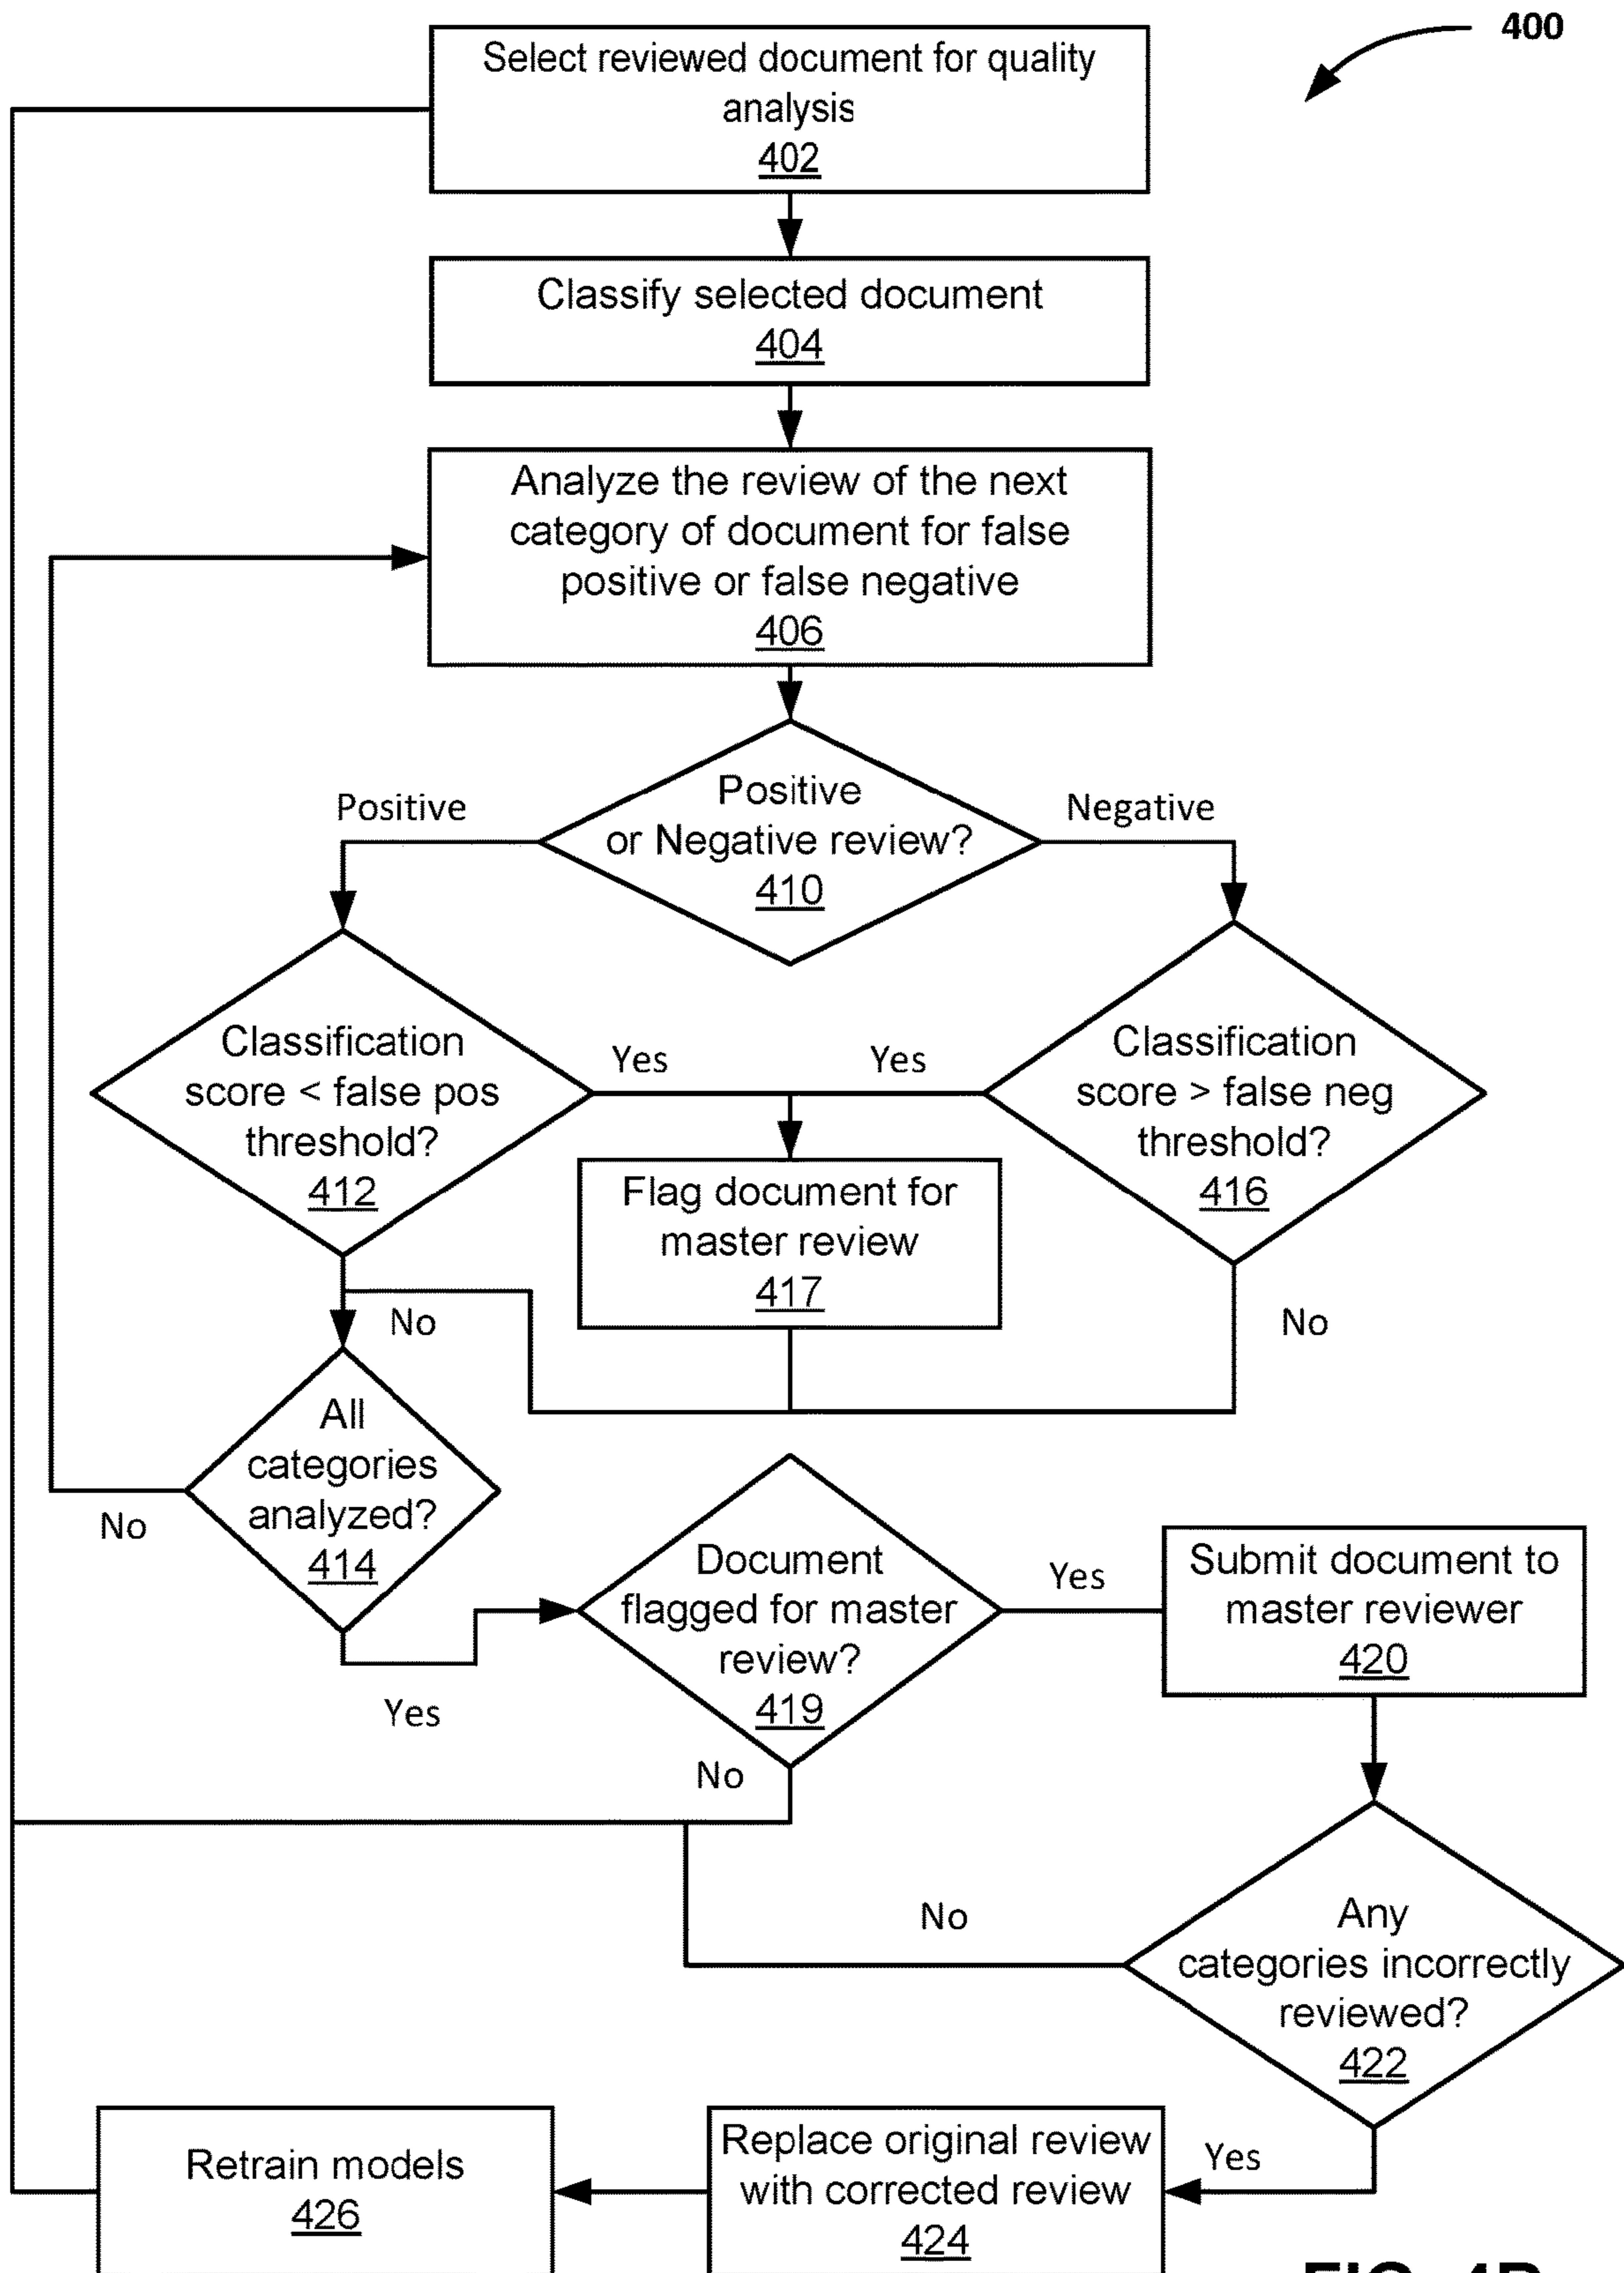 400
Select reviewed document for quality
analysis
402
Classify selected document
404
Analyze the review of the next
category of document for false
positive or false negative
406
Positive
or Negative review?
410
Positive
Negative
Classification
score < false pos
threshold?
412
Yes
Yes
Classification
score > false neg
threshold?
416
Flag document for
master review
417
No
No
All
categories
analyzed?
414
No
Yes
Document
flagged for master
review?
419
Yes
No
Submit document to
master reviewer
420
Any
categories incorrectly
reviewed?
422
No
Yes
Replace original review
with corrected review
424
Retrain models
426